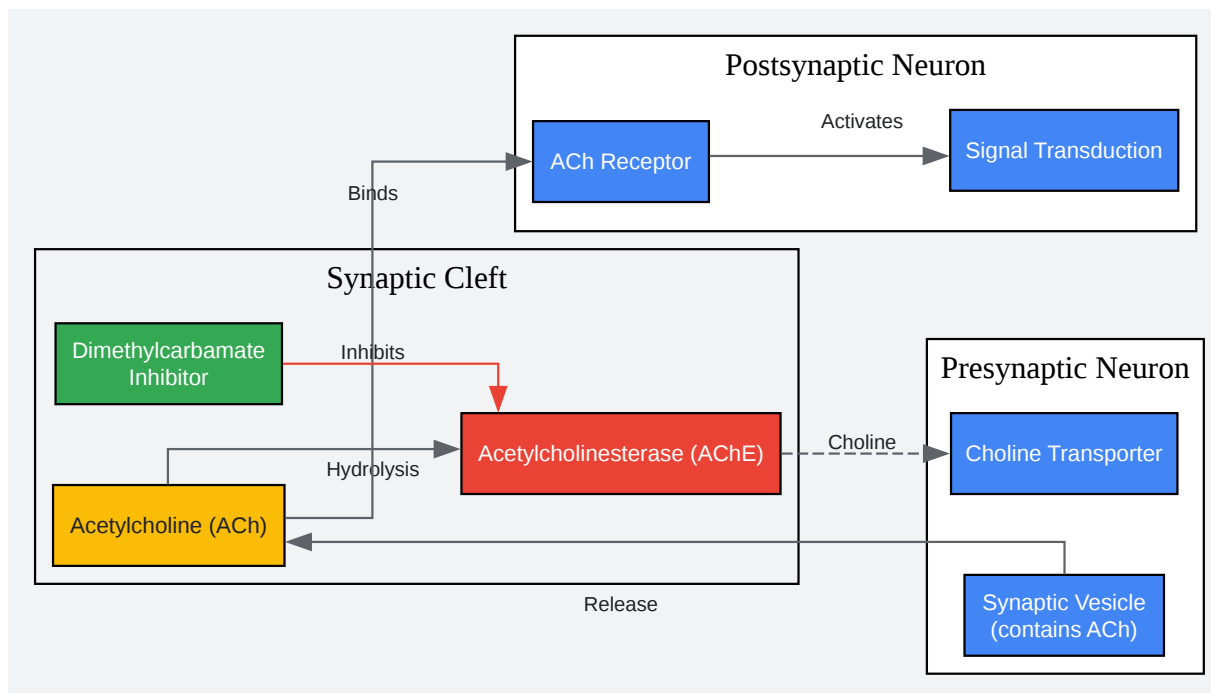 Postsynaptic Neuron
Activates
ACh Receptor
Signal Transduction
Binds
Synaptic Cleft
Dimethylcarbamate
Inhibitor
Inhibits
Presynaptic Neuron
Acetylcholinesterase (AChE)
Choline
Choline Transporter
Hydrolysis
Acetylcholine (ACh)
Release
Synaptic Vesicle
(contains ACh)